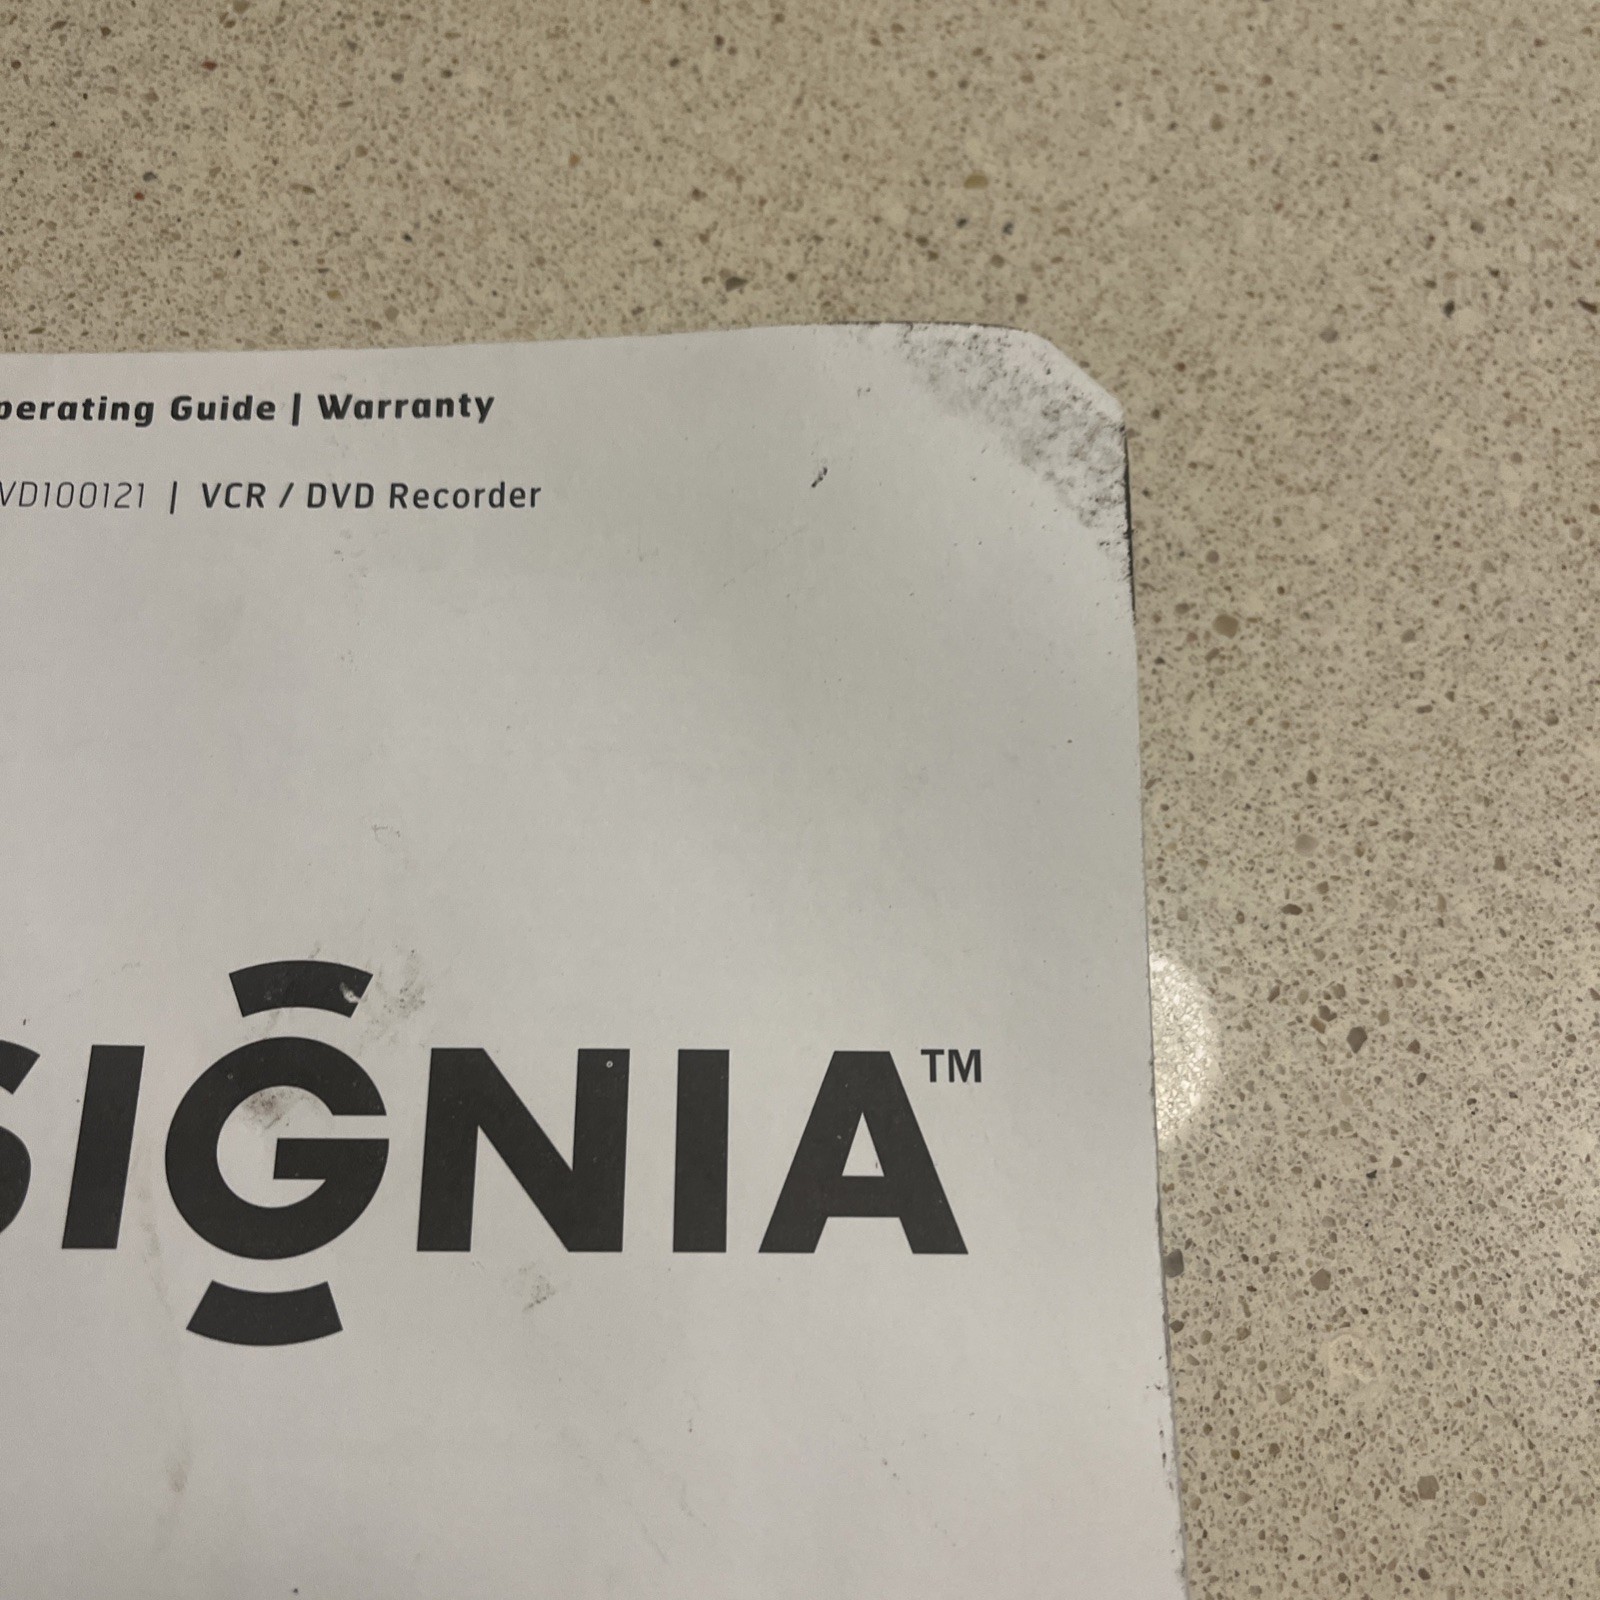 perating Guide | Warranty
VD100121 | VCR / DVD Recorder
SIGNIA™